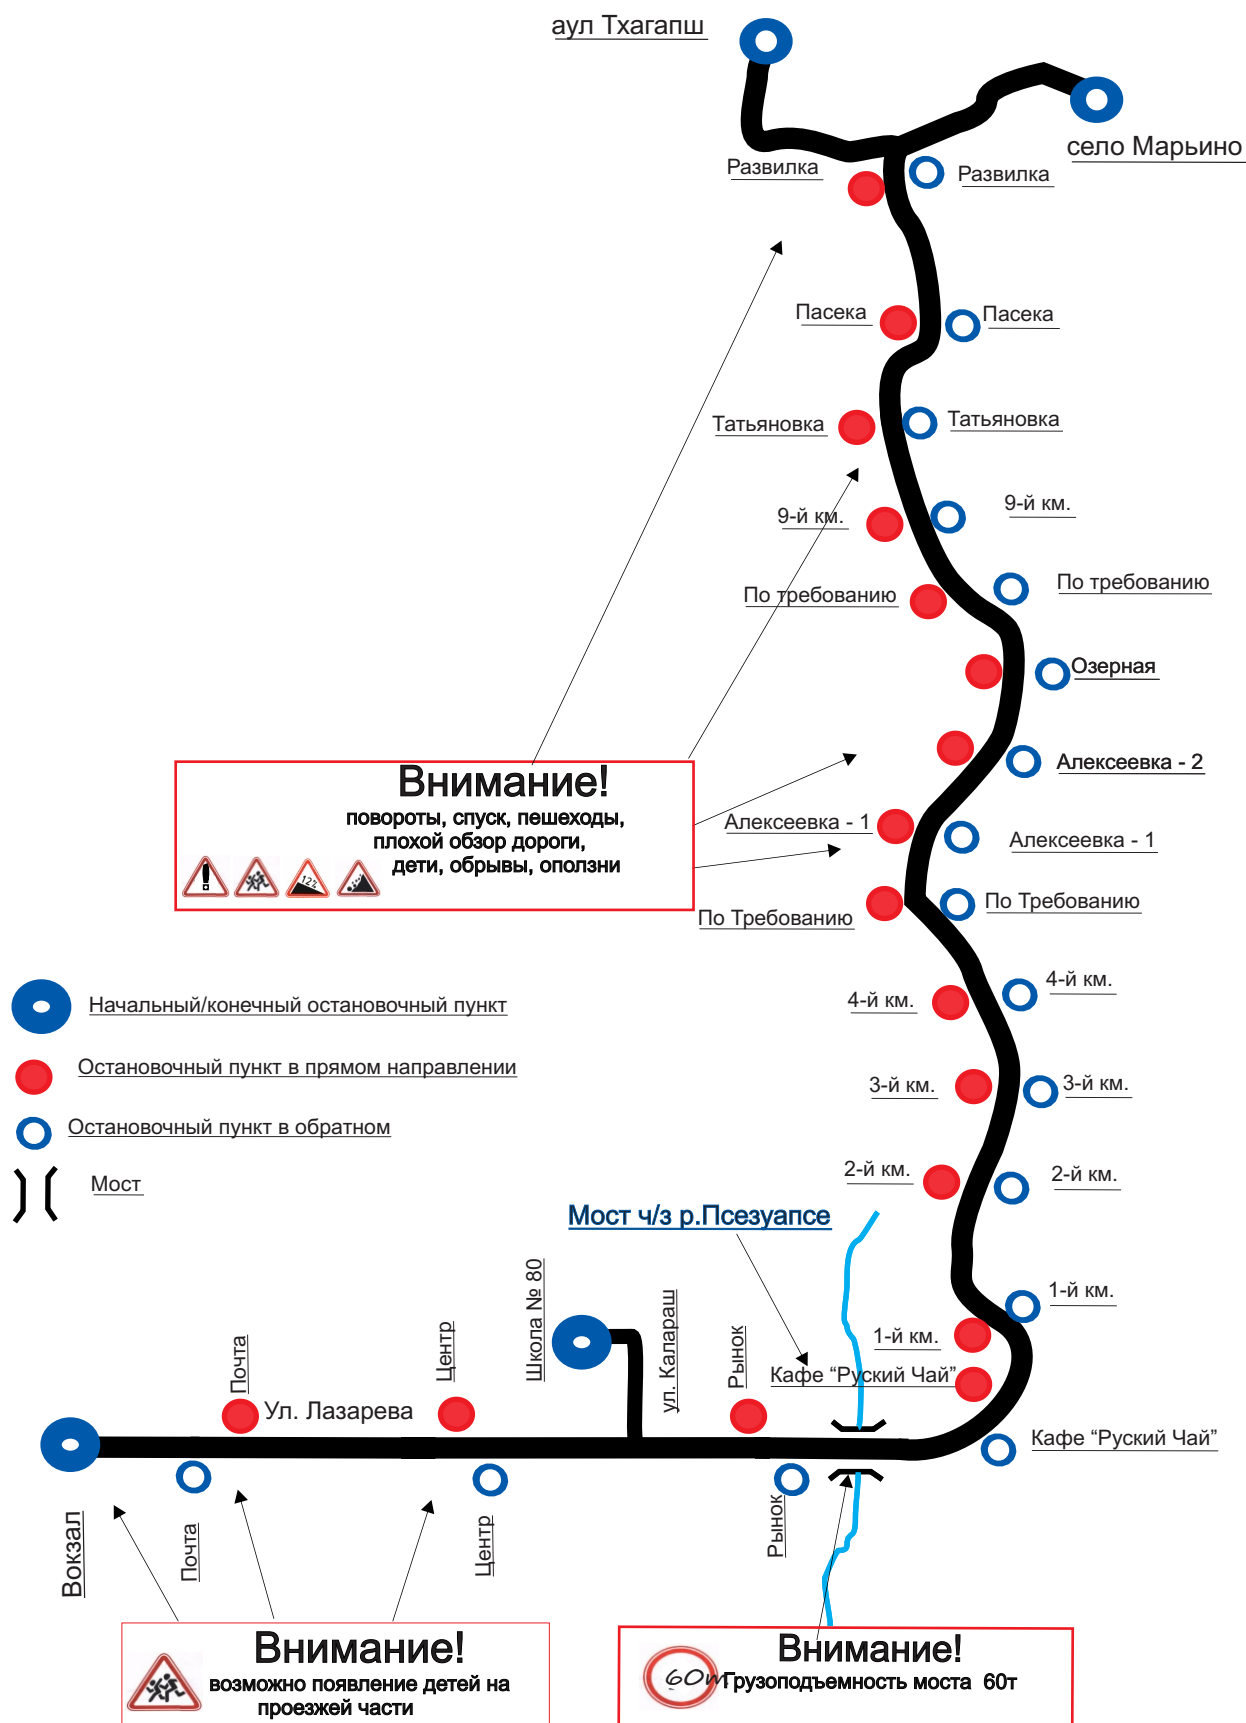 аул Тхагапш
село Марьино
Развилка
Развилка
Пасека
Пасека
Татьяновка
Татьяновка
9-й км.
9-й км.
По требованию
По требованию
Озерная
Внимание!
повороты, спуск, пешеходы,
плохой обзор дороги,
дети, обрывы, оползни
12%
Алексеевка - 2
Алексеевка - 1
Алексеевка - 1
По Требованию
По Требованию
Начальный/конечный остановочный пункт
Остановочный пункт в прямом направлении
Остановочный пункт в обратном
Мост
4-й км.
4-й км.
3-й км.
3-й км.
2-й км.
2-й км.
Мост ч/з р.Псезуапсе
1-й км.
1-й км.
Кафе “Руский Чай”
Кафе “Руский Чай”
Почта
Ул. Лазарева
Центр
Школа № 80
ул. Калараш
Рынок
Вокзал
Почта
Центр
Рынок
Внимание!
возможно появление детей на
проезжей части
Внимание!
60т
Грузоподъемность моста 60т